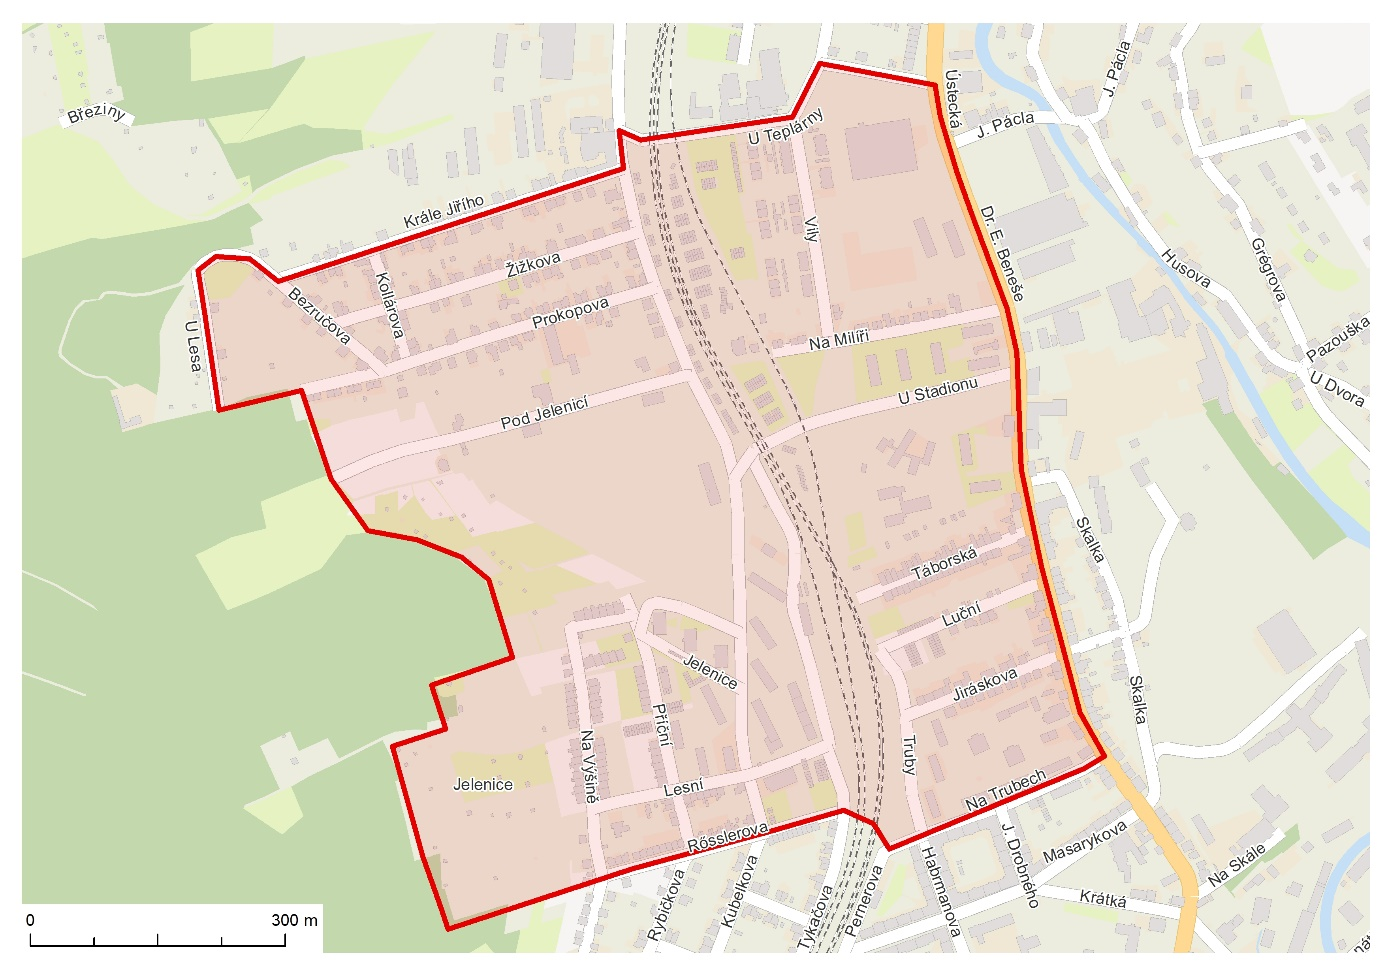 Ústecká
J. Pácla
J. Pácla
Březiny
U Teplárny
Krále Jiřího
Dr. E. Beneše
Vily
Husova
Grégrova
Žižkova
Kollárova
Bezručova
Prokopova
U Lesa
Na Milíři
Pazouška
U Dvora
U Stadionu
Pod Jelenicí
Skalka
Táborská
Luční
Jelenice
Jiráskova
Skalka
Příční
Na Výsině
Truby
Jelenice
Lesní
Na Trubech
Rösslerova
J. Drobného
Masarykova
Na Skále
Habrmanova
Krátká
Rybičkova
Kubelkova
Tykačova
Pernerova
0 300 m